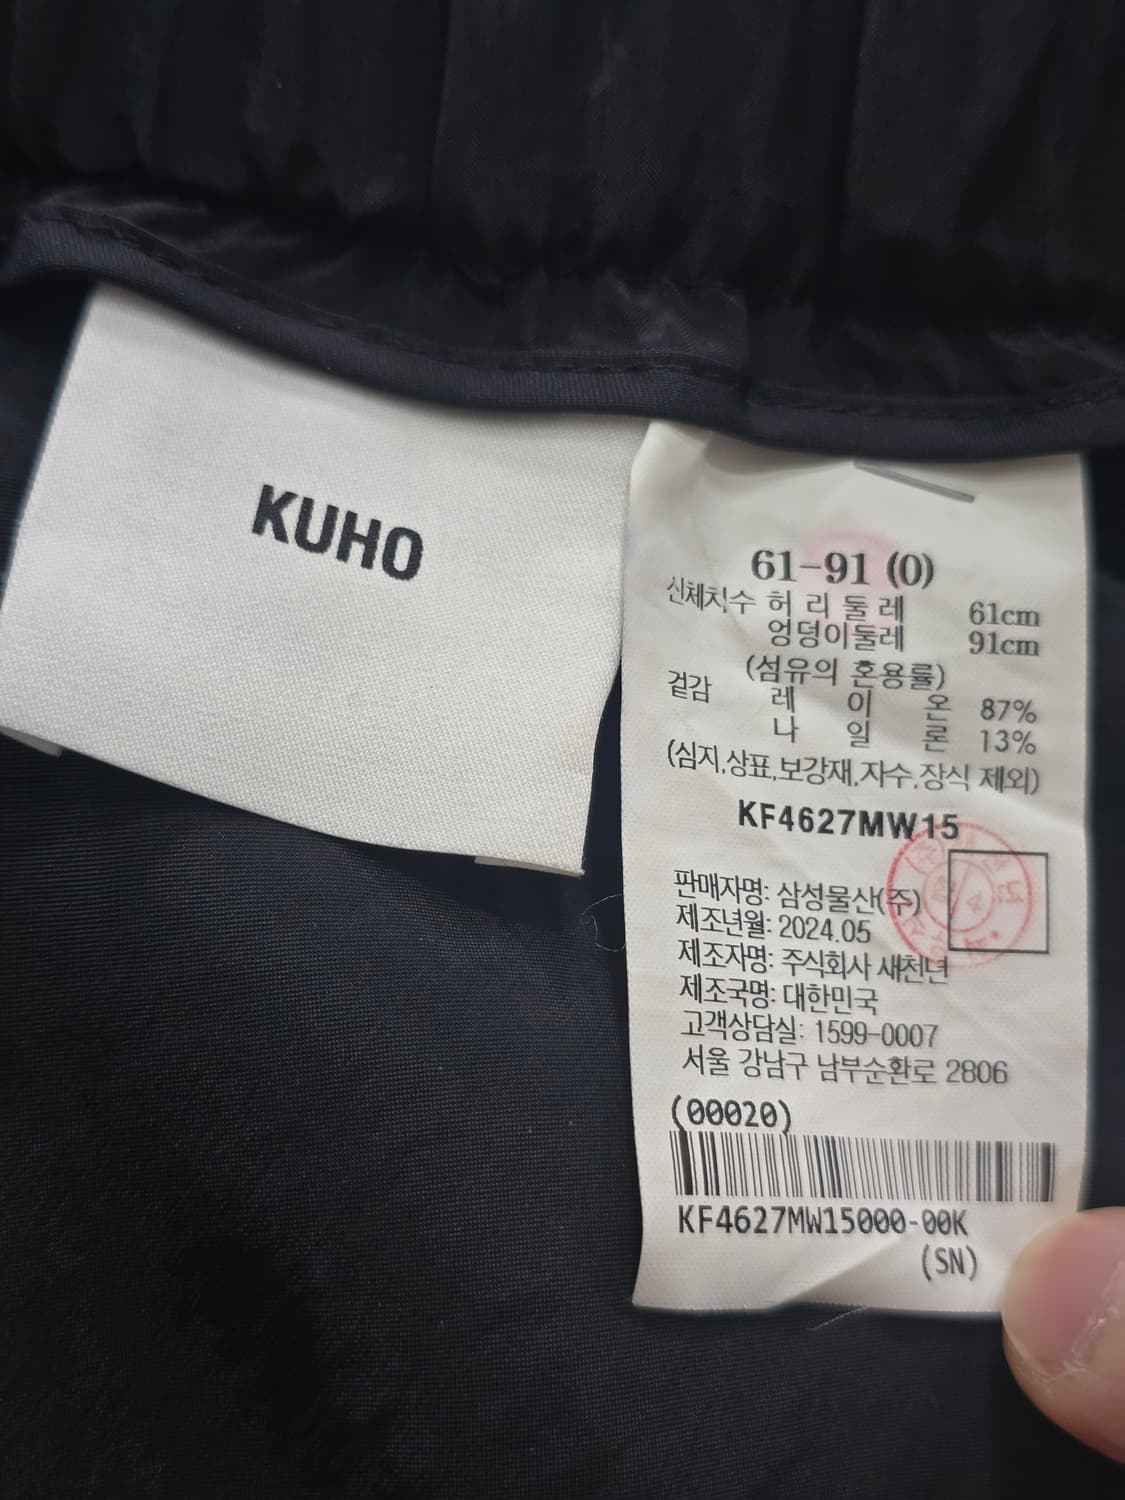 KUHO
61-91 (0)
신체치수 허리둘레 61cm
엉덩이둘레 91cm
(섬유의 혼용률)
겉감 레이온 87%
나일론 13%
(심지,상표,보강재,자수,장식 제외)
KF4627MW15
판매자명: 삼성물산(주)
제조년월: 2024.05
제조자명: 주식회사 새천년
제조국명: 대한민국
고객상담실: 1599-0007
서울 강남구 남부순환로 2806
(00020)
KF4627MW15000-00K
(SN)